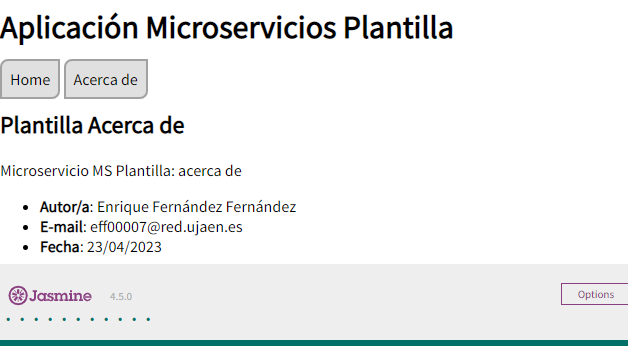 Aplicación Microservicios Plantilla
Home Acerca de
Plantilla Acerca de
Microservicio MS Plantilla: acerca de
• Autor/a: Enrique Fernández Fernández
• E-mail: eff00007@red.ujaen.es
• Fecha: 23/04/2023
Jasmine 4.5.0 Options